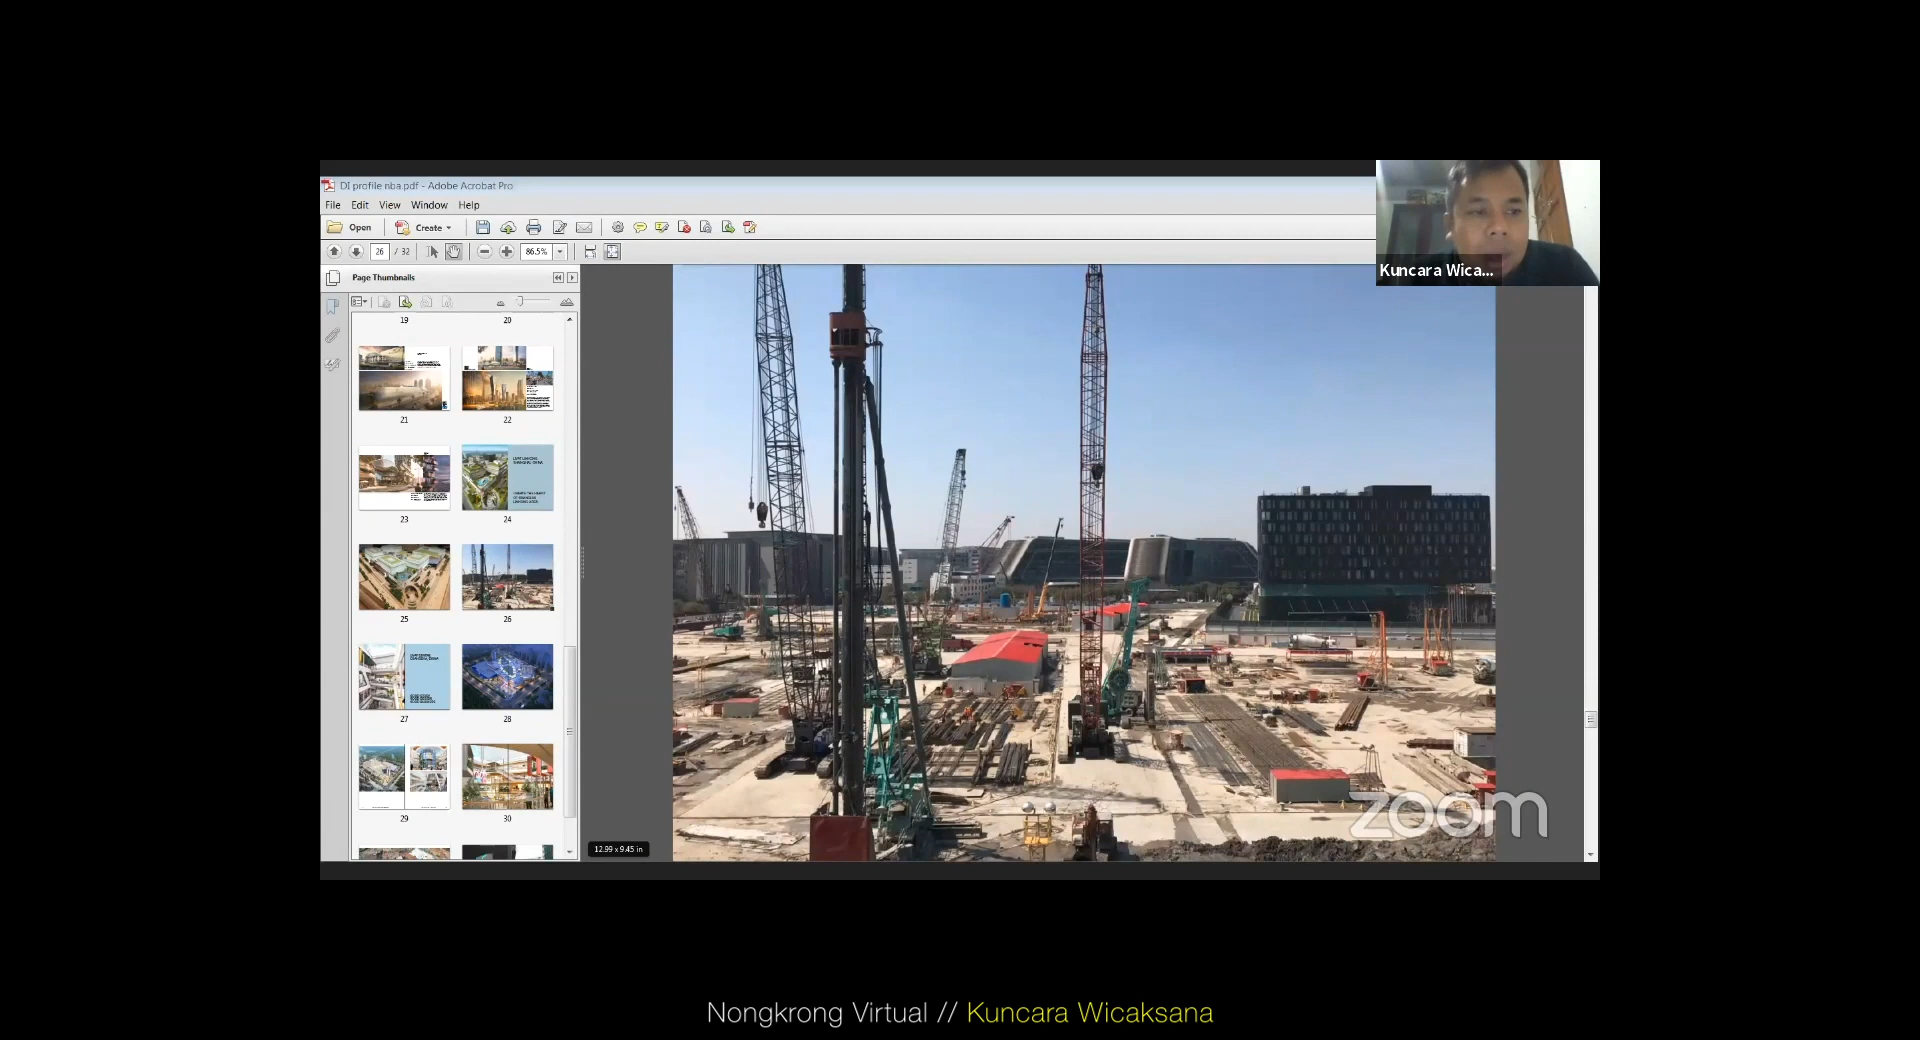 DI profile nba.pdf - Adobe Acrobat Pro
File Edit View Window Help
Open Create
26 / 32 86.5%
Page Thumbnails
19 20
21 22
23 24
25 26
27 28
29 30
12.99 x 9.45 in
Kuncara Wica...
zoom
Nongkrong Virtual // Kuncara Wicaksana